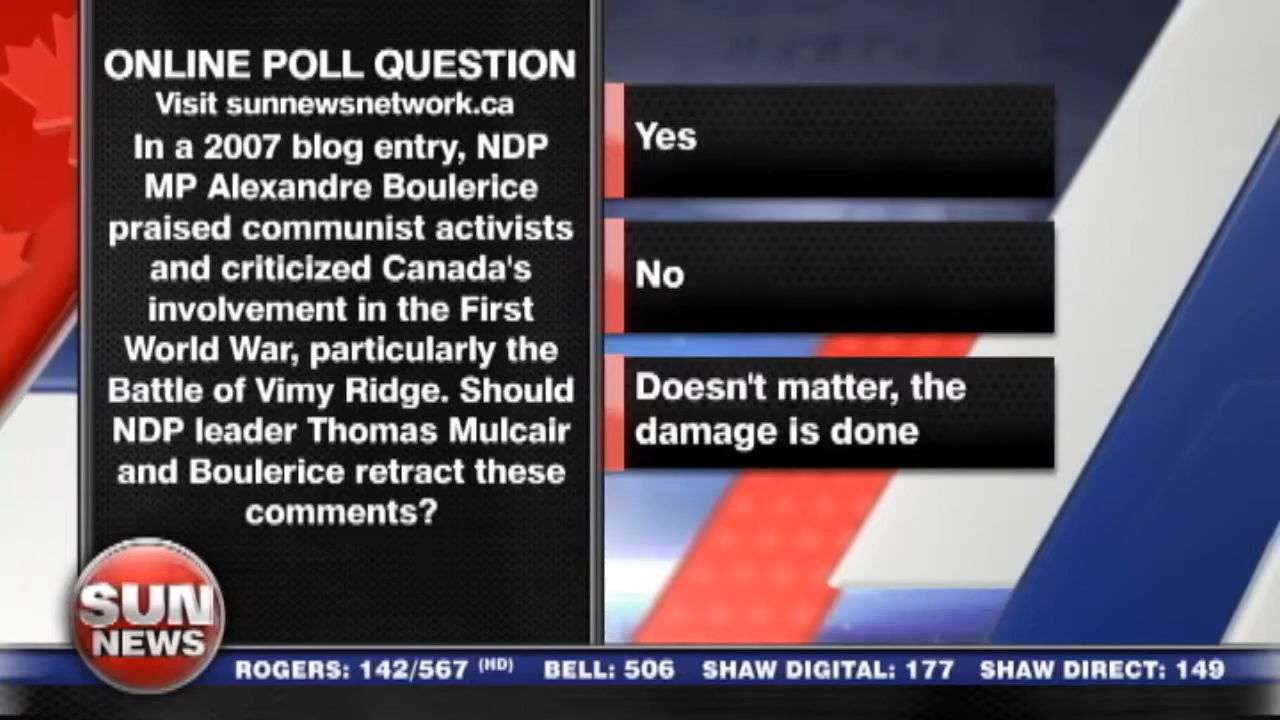 ONLINE POLL QUESTION
Visit sunnewsnetwork.ca
In a 2007 blog entry, NDP
MP Alexandre Boulerice
praised communist activists
and criticized Canada's
involvement in the First
World War, particularly the
Battle of Vimy Ridge. Should
NDP leader Thomas Mulcair
and Boulerice retract these
comments?
Yes
No
Doesn't matter, the
damage is done
SUN
NEWS
ROGERS: 142/567 (HD) BELL: 506 SHAW DIGITAL: 177 SHAW DIRECT: 149